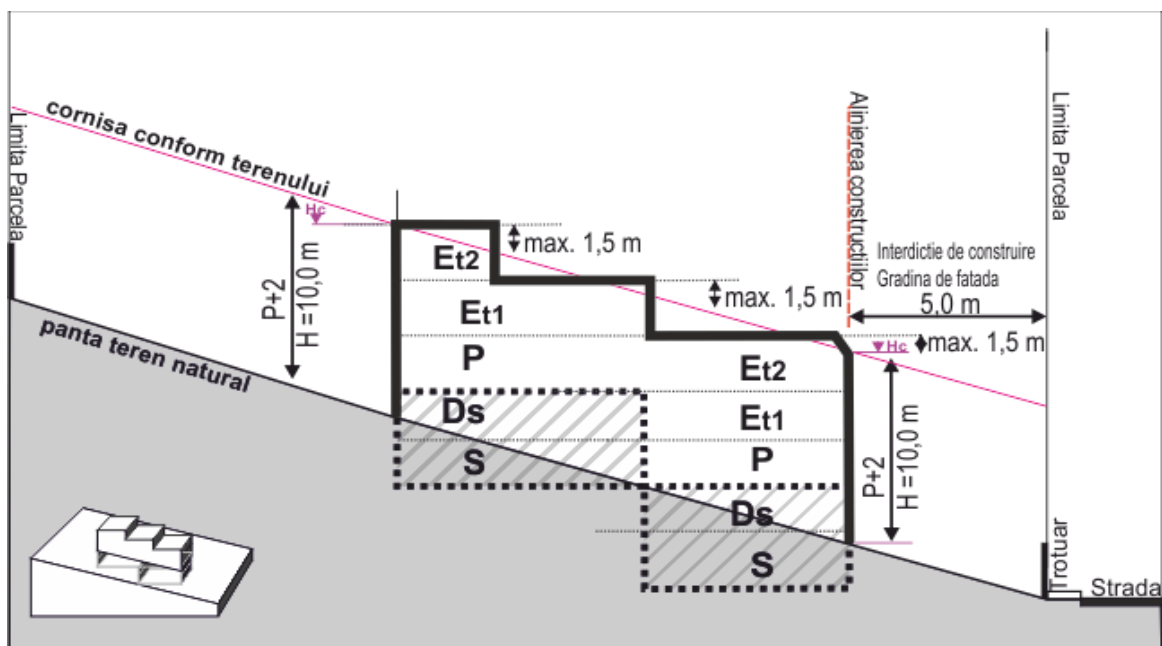 Limita Parcela
cornisa conform terenului
panta teren natural
P+2
H =10,0 m
Hc
Et2
max. 1,5 m
Et1
max. 1,5 m
P
Ds
S
Alinierea constructiilor
Interdictie de construire
Gradina de fatada
5,0 m
Limita Parcela
Hc
max. 1,5 m
Et2
Et1
P
Ds
S
P+2
H =10,0 m
Trotuar
Strada